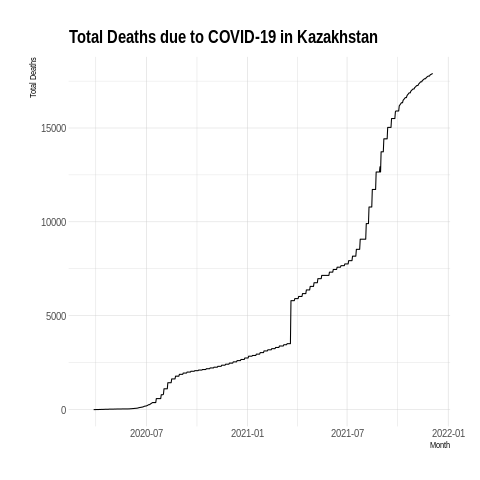 Total Deaths due to COVID-19 in Kazakhstan
Total Deaths
15000
10000
5000
0
2020-07 2021-01 2021-07 2022-01
Month